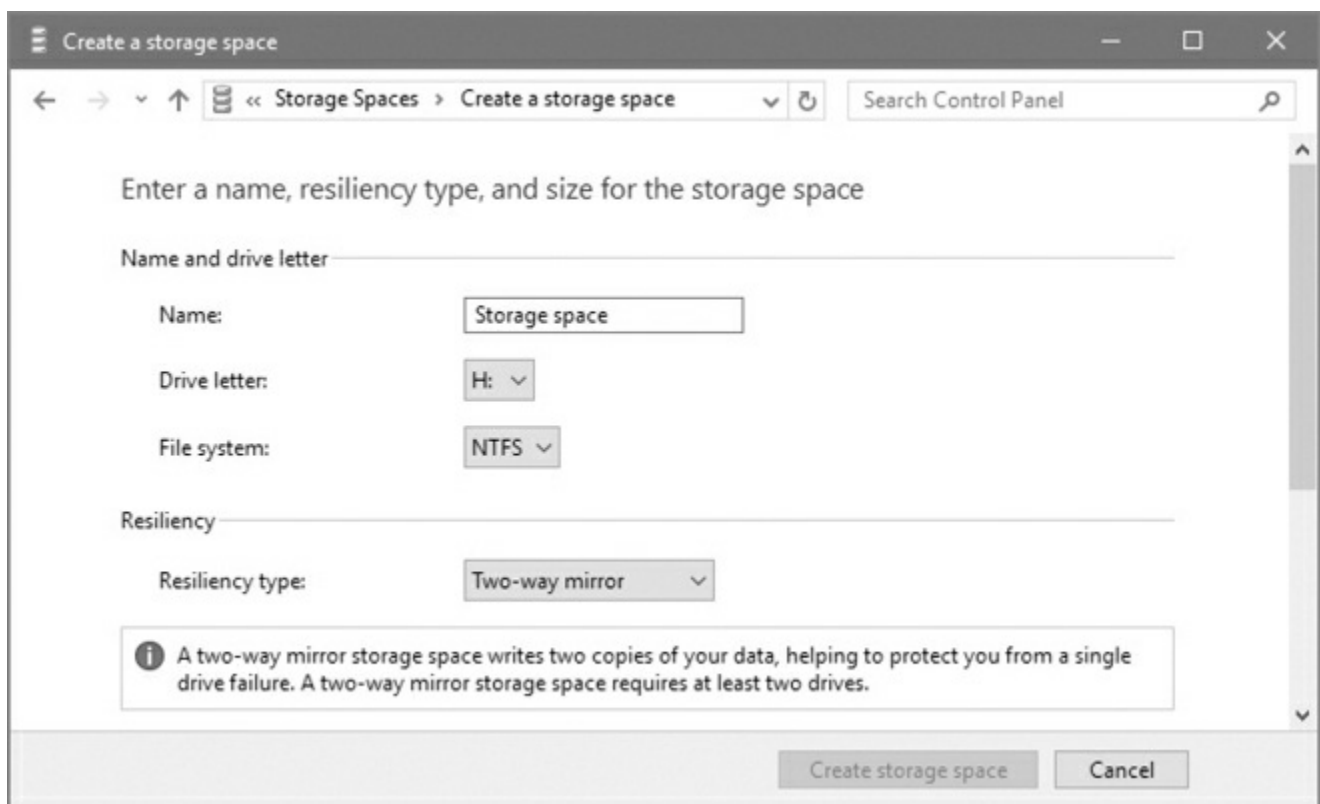 Create a storage space
« Storage Spaces > Create a storage space
Search Control Panel
Enter a name, resiliency type, and size for the storage space
Name and drive letter
Name: Storage space
Drive letter: H:
File system: NTFS
Resiliency
Resiliency type: Two-way mirror
A two-way mirror storage space writes two copies of your data, helping to protect you from a single
drive failure. A two-way mirror storage space requires at least two drives.
Create storage space Cancel